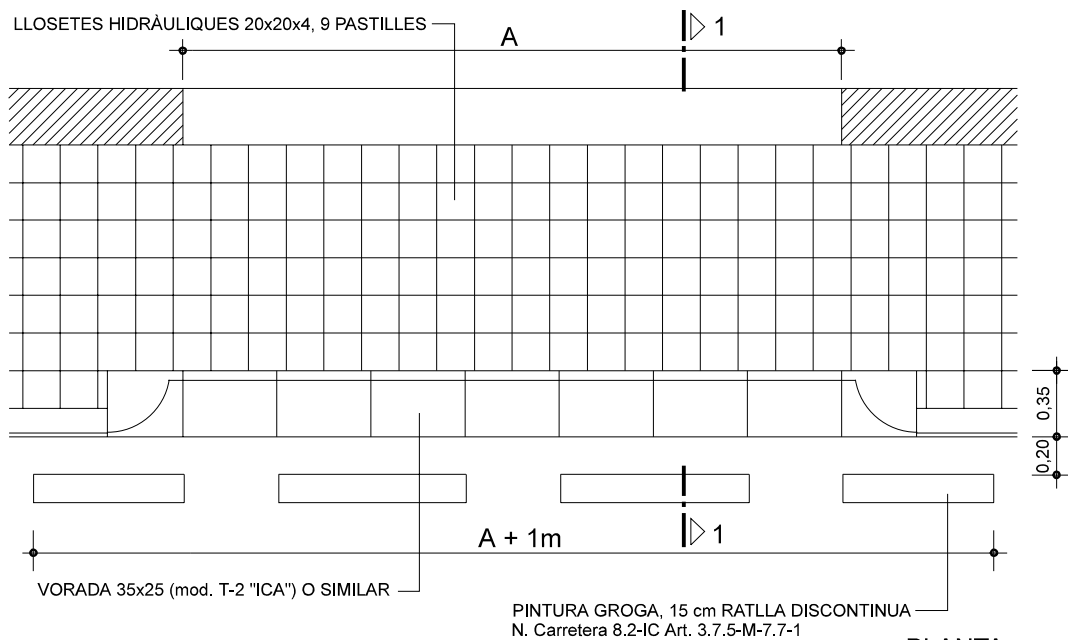 LLOSETES HIDRÀULIQUES 20x20x4, 9 PASTILLES
A
1
0,35
0,20
1
A + 1m
VORADA 35x25 (mod. T-2 "ICA") O SIMILAR
PINTURA GROGA, 15 cm RATLLA DISCONTINUA
N. Carretera 8.2-IC Art. 3.7.5-M-7.7-1